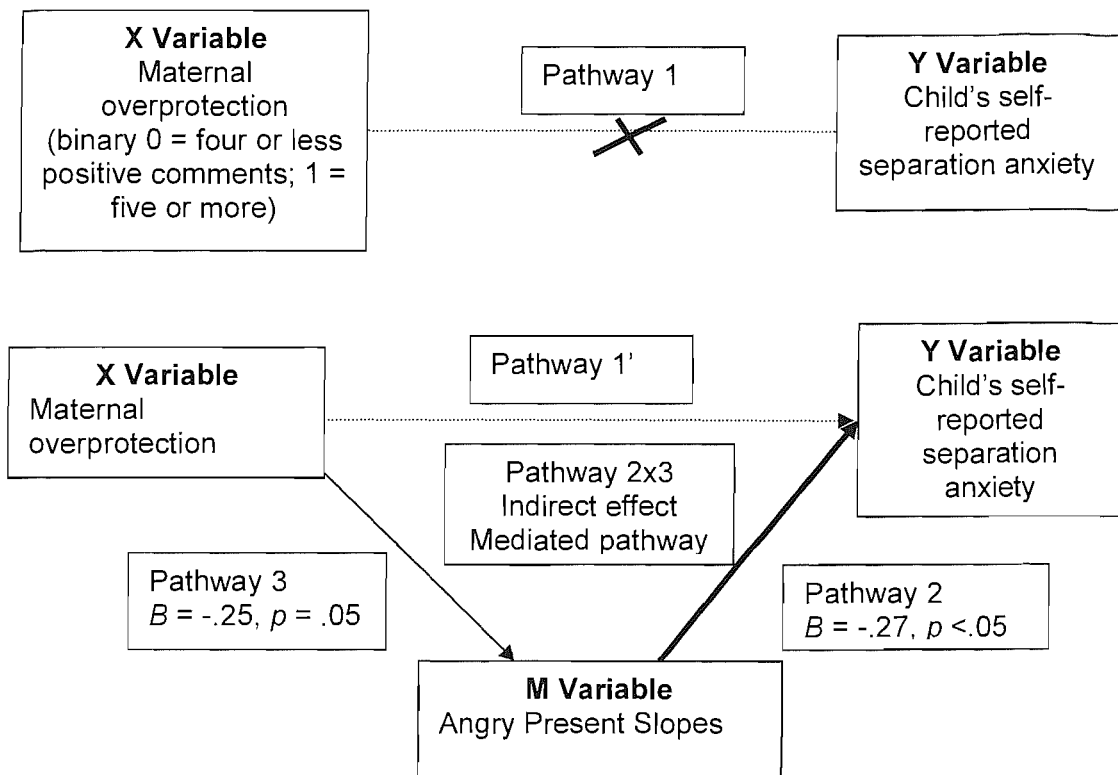 X Variable
Maternal
overprotection
(binary 0 = four or less
positive comments; 1 =
five or more)
Pathway 1
Y Variable
Child's self-
reported
separation anxiety
X Variable
Maternal
overprotection
Pathway 1'
Y Variable
Child's self-
reported
separation
anxiety
Pathway 2x3
Indirect effect
Mediated pathway
Pathway 3
B = -.25, p = .05
Pathway 2
B = -.27, p <.05
M Variable
Angry Present Slopes